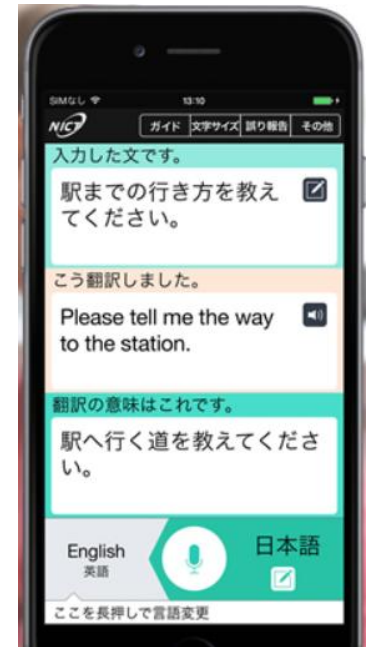 SIMなし 13:10
NICT ガイド 文字サイズ 誤り報告 その他
入力した文です。
駅までの行き方を教え
てください。
こう翻訳しました。
Please tell me the way
to the station.
翻訳の意味はこれです。
駅へ行く道を教えてくださ
い。
English 日本語
英語
ここを長押しで言語変更